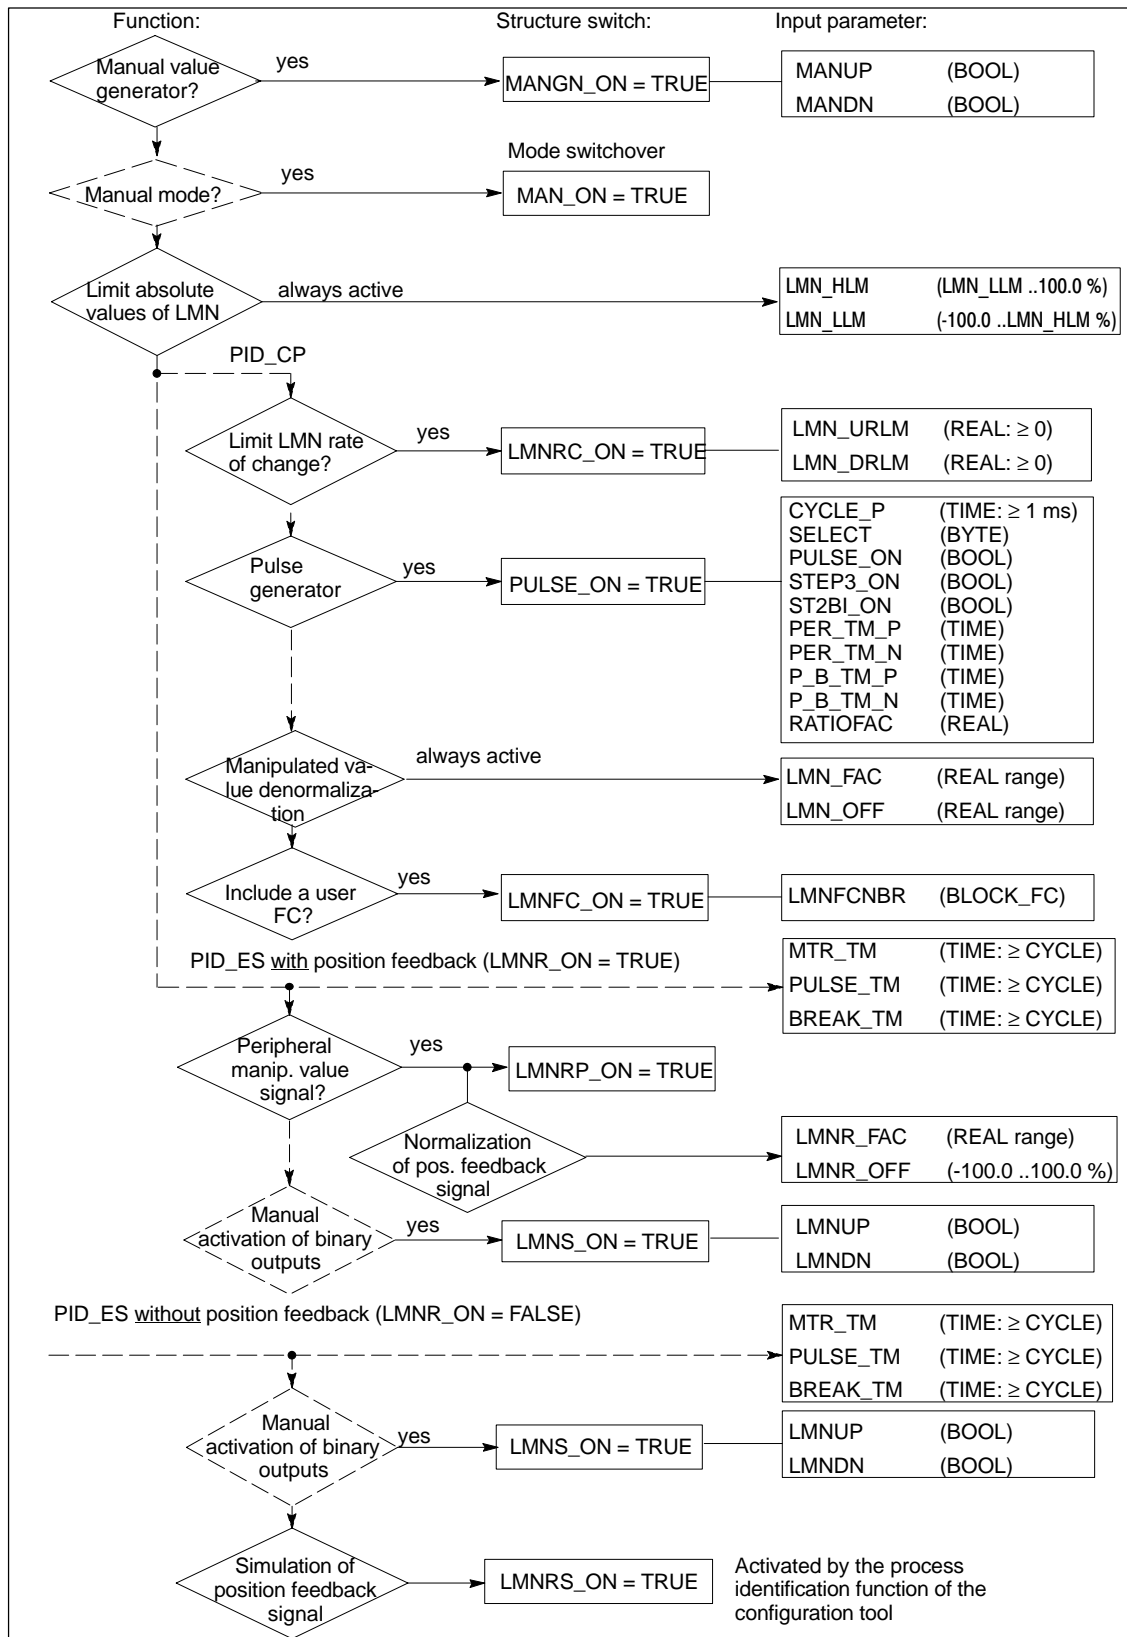 Function:
Structure switch:
Input parameter:
Manual value
generator?
yes
MANGN_ON = TRUE
MANUP (BOOL)
MANDN (BOOL)
Manual mode?
yes
Mode switchover
MAN_ON = TRUE
Limit absolute
values of LMN
always active
LMN_HLM (LMN_LLM ..100.0 %)
LMN_LLM (-100.0 ..LMN_HLM %)
PID_CP
Limit LMN rate
of change?
yes
LMNRC_ON = TRUE
LMN_URLM (REAL: ≥ 0)
LMN_DRLM (REAL: ≥ 0)
Pulse
generator
yes
PULSE_ON = TRUE
CYCLE_P (TIME: ≥ 1 ms)
SELECT (BYTE)
PULSE_ON (BOOL)
STEP3_ON (BOOL)
ST2BI_ON (BOOL)
PER_TM_P (TIME)
PER_TM_N (TIME)
P_B_TM_P (TIME)
P_B_TM_N (TIME)
RATIOFAC (REAL)
Manipulated va-
lue denormaliza-
tion
always active
LMN_FAC (REAL range)
LMN_OFF (REAL range)
Include a user
FC?
yes
LMNFC_ON = TRUE
LMNFCNBR (BLOCK_FC)
PID_ES with position feedback (LMNR_ON = TRUE)
MTR_TM (TIME: ≥ CYCLE)
PULSE_TM (TIME: ≥ CYCLE)
BREAK_TM (TIME: ≥ CYCLE)
Peripheral
manip. value
signal?
yes
LMNRP_ON = TRUE
Normalization
of pos. feedback
signal
LMNR_FAC (REAL range)
LMNR_OFF (-100.0 ..100.0 %)
Manual
activation of binary
outputs
yes
LMNS_ON = TRUE
LMNUP (BOOL)
LMNDN (BOOL)
PID_ES without position feedback (LMNR_ON = FALSE)
MTR_TM (TIME: ≥ CYCLE)
PULSE_TM (TIME: ≥ CYCLE)
BREAK_TM (TIME: ≥ CYCLE)
Manual
activation of binary
outputs
yes
LMNS_ON = TRUE
LMNUP (BOOL)
LMNDN (BOOL)
Simulation of
position feedback
signal
LMNRS_ON = TRUE
Activated by the process
identification function of the
configuration tool